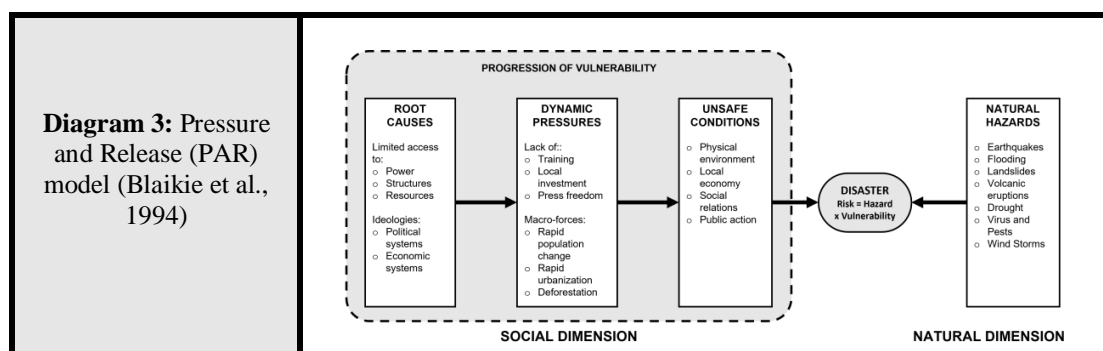 Diagram 3: Pressure
and Release (PAR)
model (Blaikie et al.,
1994)
PROGRESSION OF VULNERABILITY
ROOT
CAUSES
Limited access
to:
o Power
o Structures
o Resources
Ideologies:
o Political
systems
o Economic
systems
DYNAMIC
PRESSURES
Lack of::
o Training
o Local
investment
o Press freedom
Macro-forces:
o Rapid
population
change
o Rapid
urbanization
o Deforestation
UNSAFE
CONDITIONS
o Physical
environment
o Local
economy
o Social
relations
o Public action
DISASTER
Risk = Hazard
x Vulnerability
NATURAL
HAZARDS
o Earthquakes
o Flooding
o Landslides
o Volcanic
eruptions
o Drought
o Virus and
Pests
o Wind Storms
SOCIAL DIMENSION
NATURAL DIMENSION